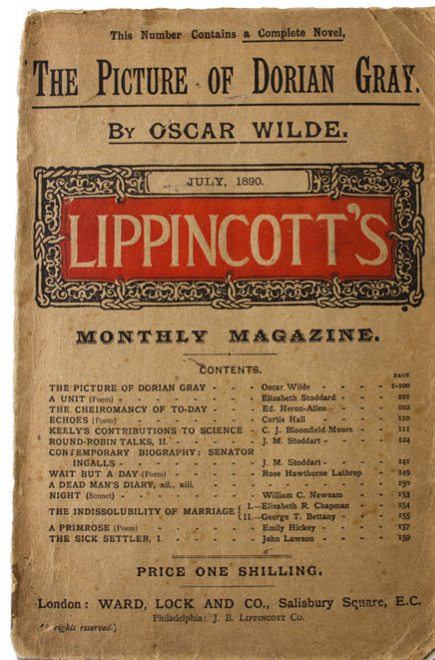 This Number Contains a Complete Novel,
THE PICTURE OF DORIAN GRAY.
BY OSCAR WILDE.
JULY, 1890.
LIPPINCOTT'S
MONTHLY MAGAZINE.
CONTENTS.
PAGE
THE PICTURE OF DORIAN GRAY - - - Oscar Wilde - - - - 1-100
A UNIT (Poem) - - - - - - - - Elizabeth Stoddard - - - 101
THE CHEIROMANCY OF TO-DAY - - - Ed. Heron-Allen - - - 102
ECHOES (Poem) - - - - - - - - Curtis Hall - - - - 110
KEELY'S CONTRIBUTIONS TO SCIENCE - C. J. Bloomfield-Moore - - 111
ROUND-ROBIN TALKS, II. - - - - - J. M. Stoddart - - - - 124
CONTEMPORARY BIOGRAPHY: SENATOR
INGALLS - - - - - - - - J. M. Stoddart - - - - 141
WAIT BUT A DAY (Poem) - - - - - Rose Hawthorne Lathrop - 149
A DEAD MAN'S DIARY, xii., xiii. - - - - - - - - 150
NIGHT (Sonnet) - - - - - - - William C. Newsam - - - 153
THE INDISSOLUBILITY OF MARRIAGE { I.—Elizabeth R. Chapman - - 154
II.—George T. Bettany - - - 155
A PRIMROSE (Poem) - - - - - - Emily Hickey - - - - 157
THE SICK SETTLER, I. - - - - - John Lawson - - - - 159
PRICE ONE SHILLING.
London: WARD, LOCK AND CO., Salisbury Square, E.C.
Philadelphia: J. B. LIPPINCOTT CO.
All rights reserved.]